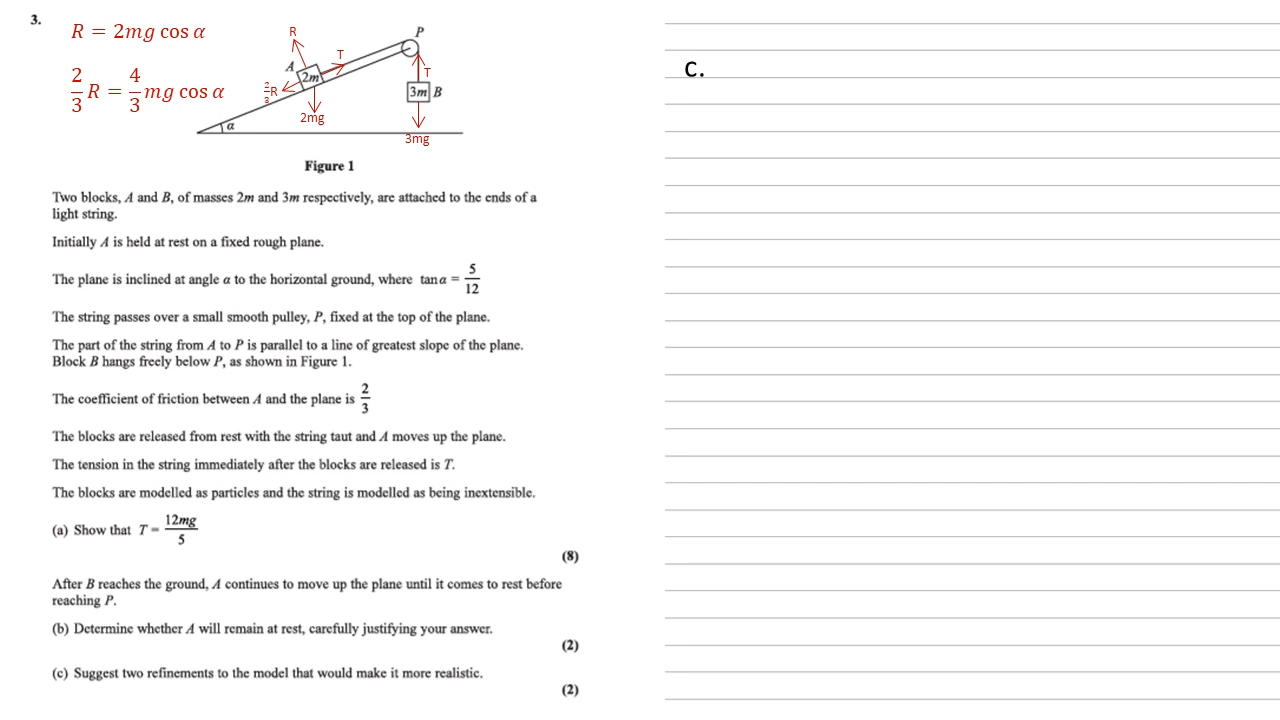 3.
R = 2mg cos α
2/3 R = 4/3 mg cos α
R
P
T
A
2m
2/3 R
T
3m B
2mg
α
3mg
Figure 1
Two blocks, A and B, of masses 2m and 3m respectively, are attached to the ends of a
light string.
Initially A is held at rest on a fixed rough plane.
The plane is inclined at angle α to the horizontal ground, where tan α = 5/12
The string passes over a small smooth pulley, P, fixed at the top of the plane.
The part of the string from A to P is parallel to a line of greatest slope of the plane.
Block B hangs freely below P, as shown in Figure 1.
The coefficient of friction between A and the plane is 2/3
The blocks are released from rest with the string taut and A moves up the plane.
The tension in the string immediately after the blocks are released is T.
The blocks are modelled as particles and the string is modelled as being inextensible.
(a) Show that T = 12mg/5
(8)
After B reaches the ground, A continues to move up the plane until it comes to rest before
reaching P.
(b) Determine whether A will remain at rest, carefully justifying your answer.
(2)
(c) Suggest two refinements to the model that would make it more realistic.
(2)
c.